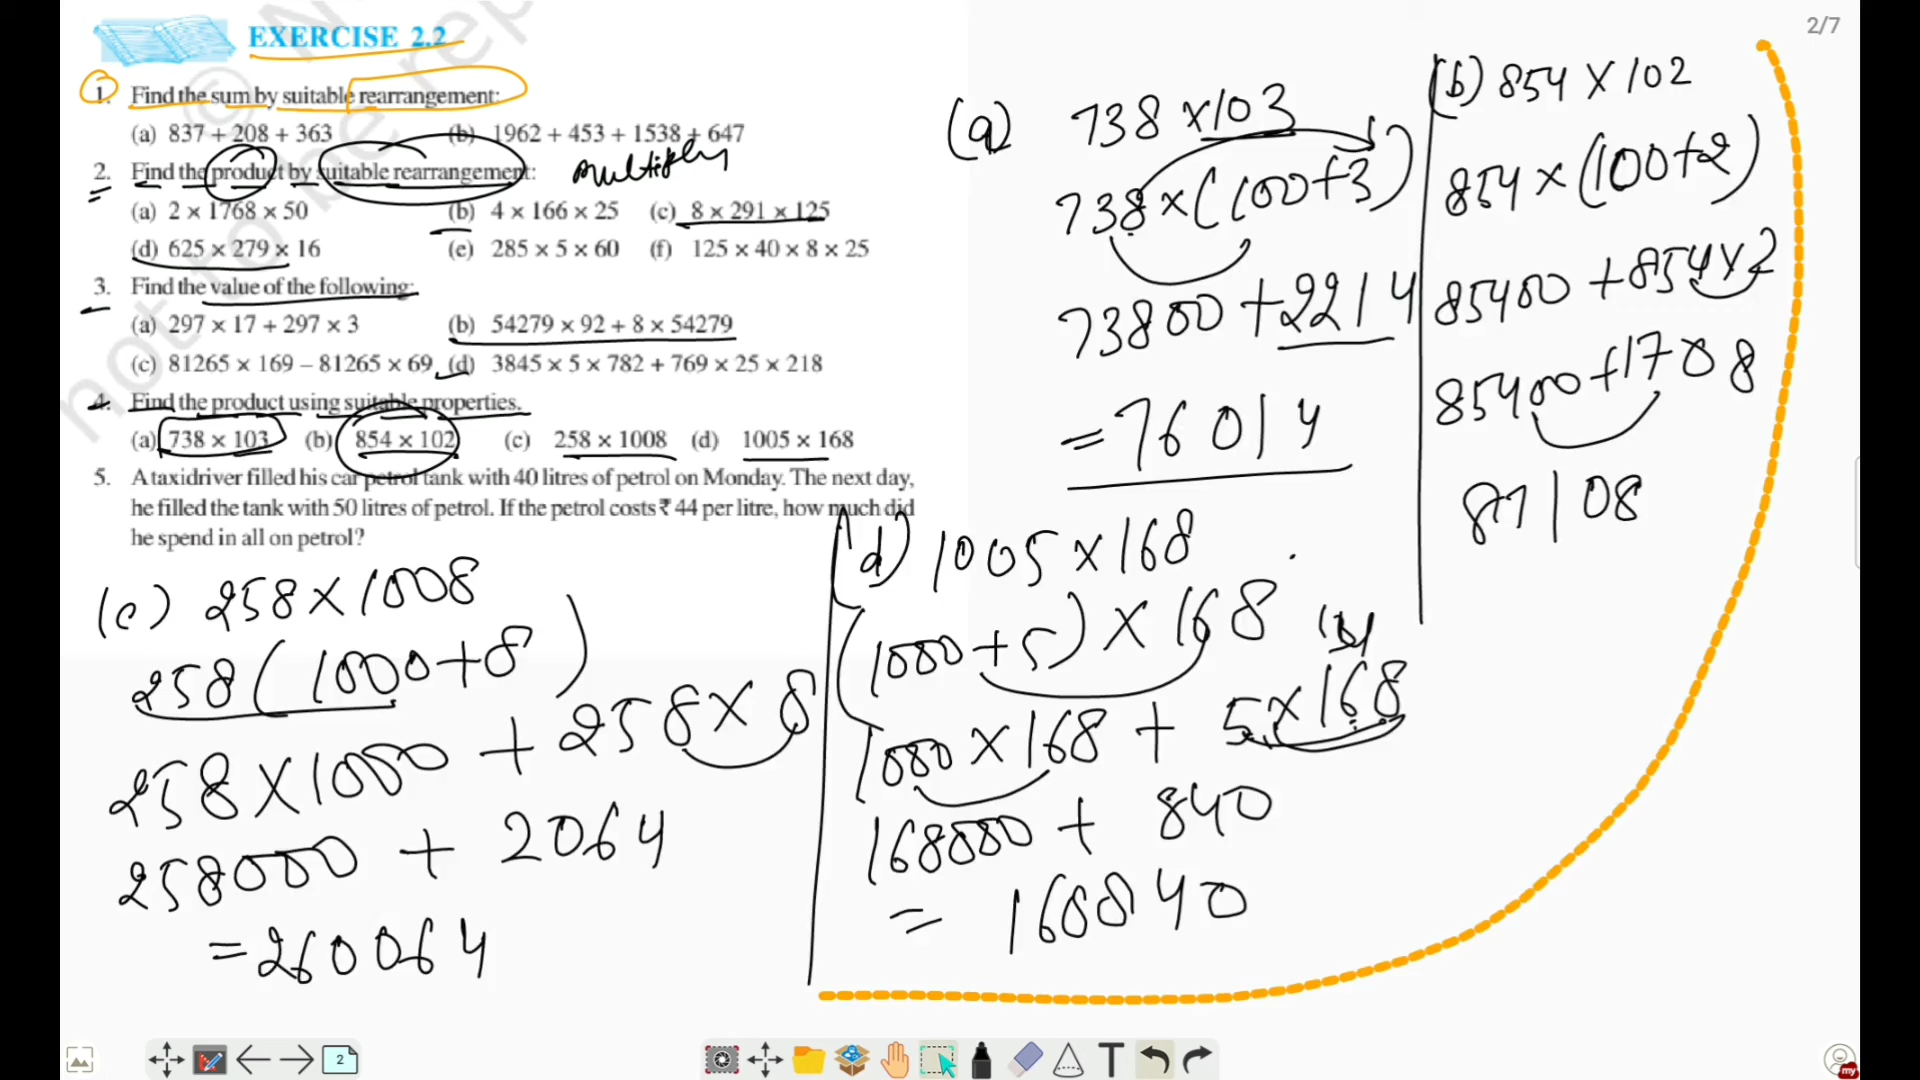 2/7
EXERCISE 2.2
1. Find the sum by suitable rearrangement:
(a) 837 + 208 + 363 (b) 1962 + 453 + 1538 + 647
2. Find the product by suitable rearrangement: multiply
(a) 2 × 1768 × 50 (b) 4 × 166 × 25 (c) 8 × 291 × 125
(d) 625 × 279 × 16 (e) 285 × 5 × 60 (f) 125 × 40 × 8 × 25
3. Find the value of the following:
(a) 297 × 17 + 297 × 3 (b) 54279 × 92 + 8 × 54279
(c) 81265 × 169 – 81265 × 69 (d) 3845 × 5 × 782 + 769 × 25 × 218
4. Find the product using suitable properties.
(a) 738 × 103 (b) 854 × 102 (c) 258 × 1008 (d) 1005 × 168
5. A taxidriver filled his car petrol tank with 40 litres of petrol on Monday. The next day,
he filled the tank with 50 litres of petrol. If the petrol costs ₹ 44 per litre, how much did
he spend in all on petrol?
(a) 738 ×103
738×(100+3)
73800 +2214
=76014
(b) 854 × 102
854×(100+2)
85400 +854×2
85400+1708
87108
(c) 258×1008
258(1000+8)
258×1000 + 258×8
258000 + 2064
=260064
(d) 1005×168
(1000+5)×168
1000×168 + 5×168
168000 + 840
= 168840
not to be rep
© N
2
T
my